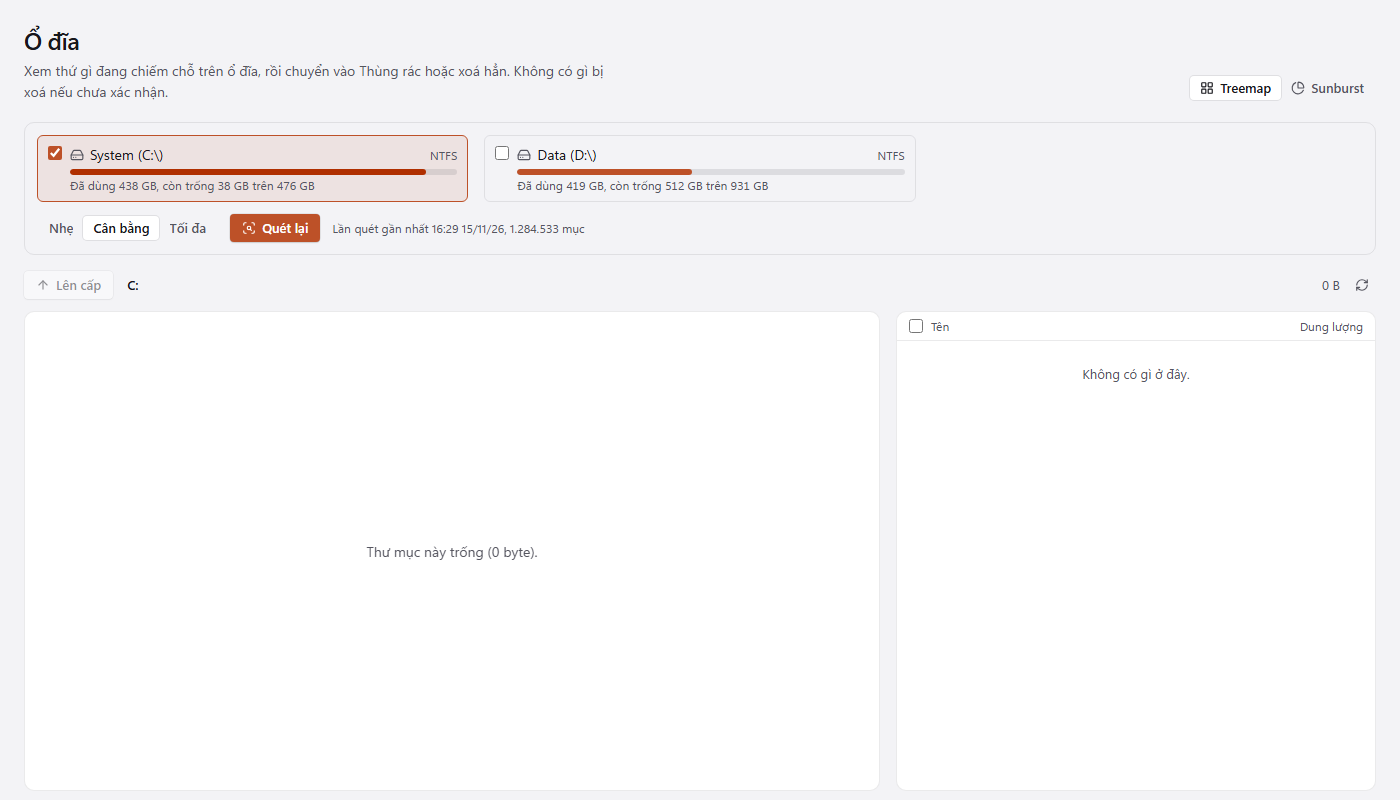 Ổ đĩa
Xem thứ gì đang chiếm chỗ trên ổ đĩa, rồi chuyển vào Thùng rác hoặc xoá hẳn. Không có gì bị
xoá nếu chưa xác nhận.
Treemap
Sunburst
System (C:\)
NTFS
Đã dùng 438 GB, còn trống 38 GB trên 476 GB
Data (D:\)
NTFS
Đã dùng 419 GB, còn trống 512 GB trên 931 GB
Nhẹ
Cân bằng
Tối đa
Quét lại
Lần quét gần nhất 16:29 15/11/26, 1.284.533 mục
Lên cấp
C:
0 B
Thư mục này trống (0 byte).
Tên
Dung lượng
Không có gì ở đây.